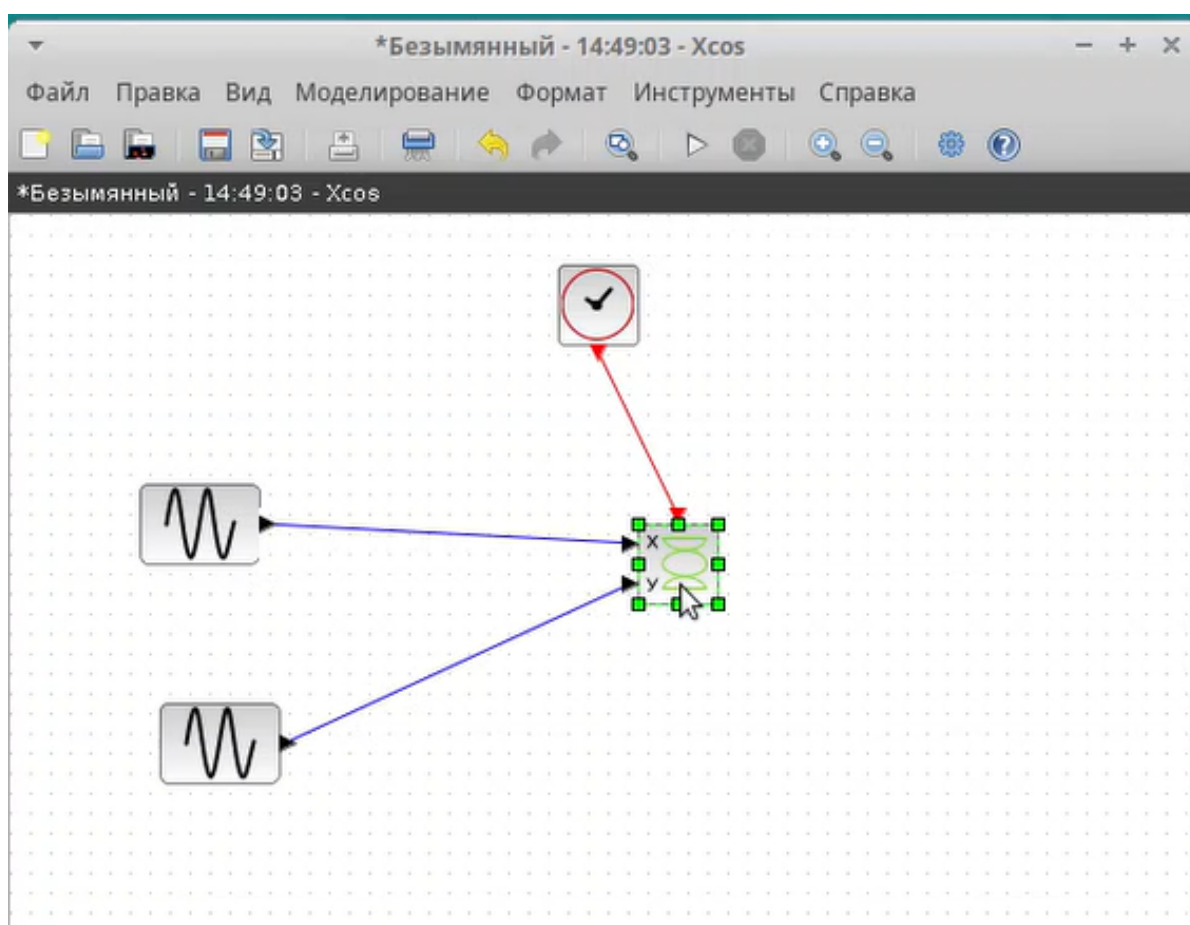 *Безымянный - 14:49:03 - Xcos
Файл Правка Вид Моделирование Формат Инструменты Справка
*Безымянный - 14:49:03 - Xcos
X
y